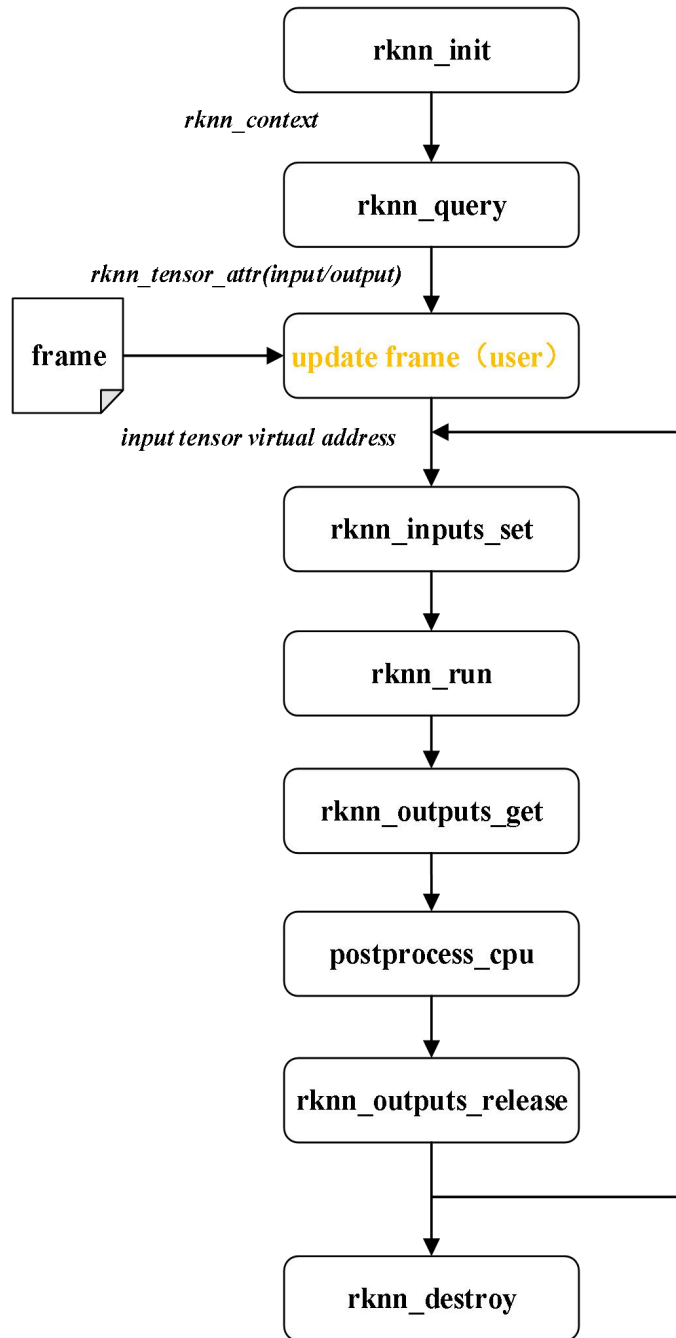 rknn_init
rknn_context
rknn_query
rknn_tensor_attr(input/output)
frame
update frame（user）
input tensor virtual address
rknn_inputs_set
rknn_run
rknn_outputs_get
postprocess_cpu
rknn_outputs_release
rknn_destroy